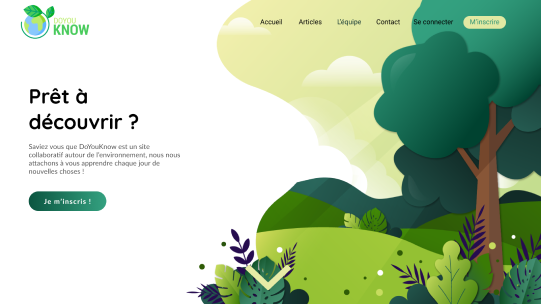 DOYOU
KNOW
Accueil Articles L'équipe Contact Se connecter M'inscrire
Prêt à
découvrir ?
Saviez vous que DoYouKnow est un site
collaboratif autour de l'environnement, nous nous
attachons à vous apprendre chaque jour de
nouvelles choses !
Je m'inscris !